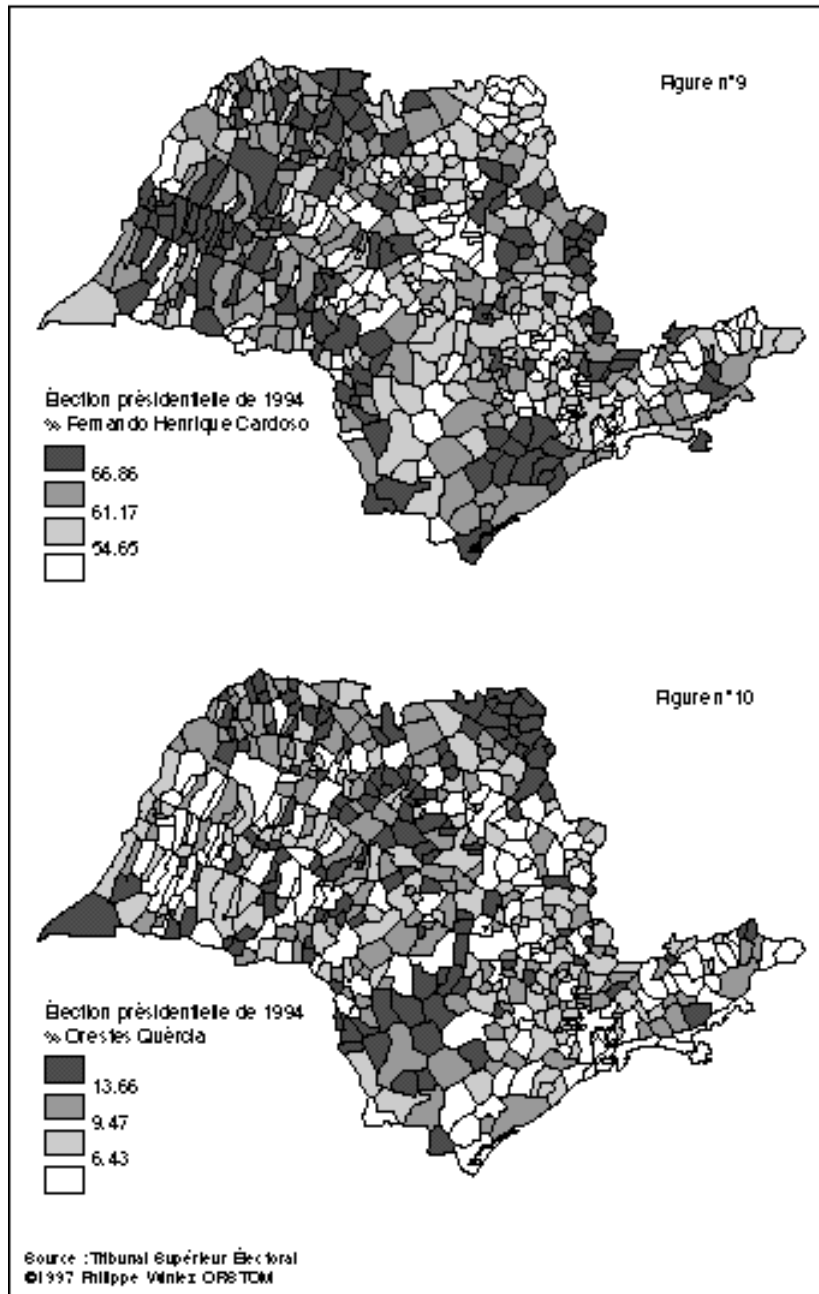 Figure n°9
Élection présidentielle de 1994
% Fernando Henrique Cardoso
66.86
61.17
54.65
Figure n°10
Élection présidentielle de 1994
% Orestes Quércia
13.66
9.47
6.43
Source : Tribunal Supérieur Électoral
©1997 Philippe Waniez ORSTOM